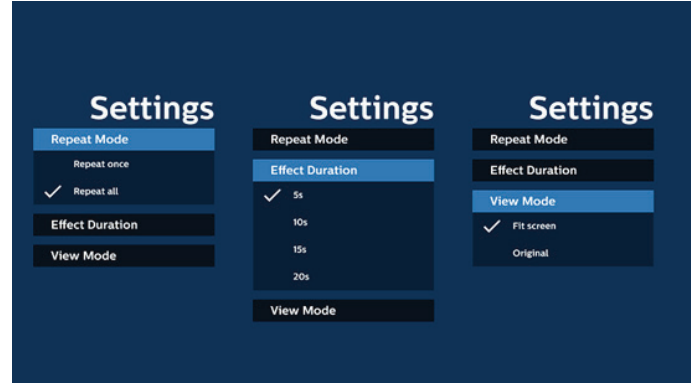 Settings
Repeat Mode
Repeat once
Repeat all
Effect Duration
View Mode
Settings
Repeat Mode
Effect Duration
5s
10s
15s
20s
View Mode
Settings
Repeat Mode
Effect Duration
View Mode
Fit screen
Original